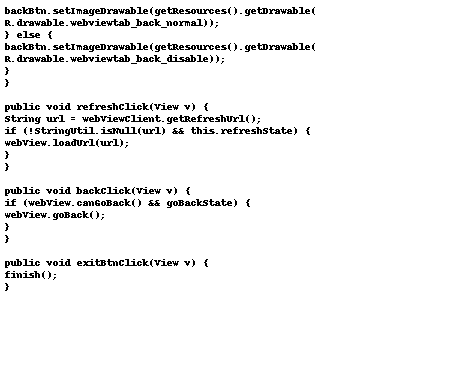 backBtn.setImageDrawable(getResources().getDrawable(
R.drawable.webviewtab_back_normal));
} else {
backBtn.setImageDrawable(getResources().getDrawable(
R.drawable.webviewtab_back_disable));
}
}

public void refreshClick(View v) {
String url = webViewClient.getRefreshUrl();
if (!StringUtil.isNull(url) && this.refreshState) {
webView.loadUrl(url);
}
}

public void backClick(View v) {
if (webView.canGoBack() && goBackState) {
webView.goBack();
}
}

public void exitBtnClick(View v) {
finish();
}